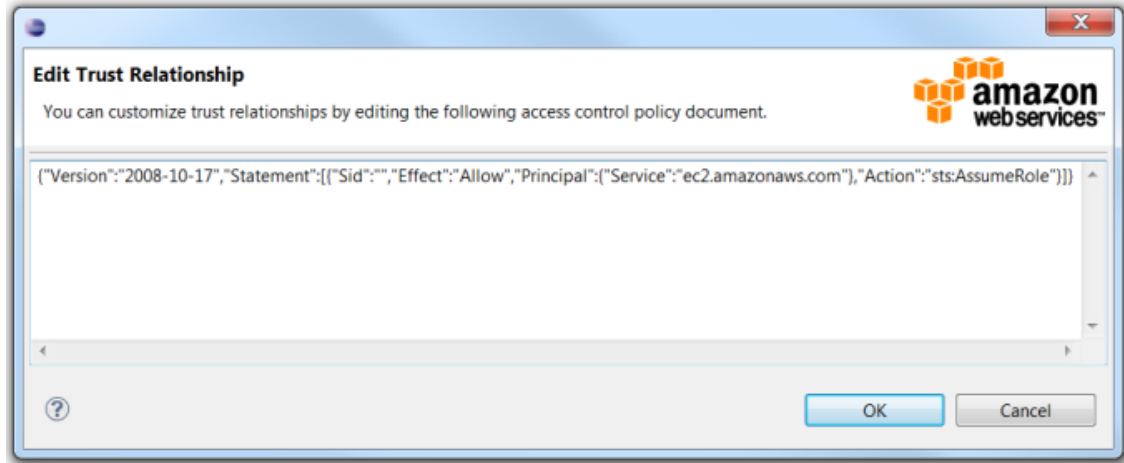 Edit Trust Relationship
You can customize trust relationships by editing the following access control policy document.
amazon
webservices™
{"Version":"2008-10-17","Statement":[{"Sid":"","Effect":"Allow","Principal":{"Service":"ec2.amazonaws.com"},"Action":"sts:AssumeRole"}]}
?
OK
Cancel